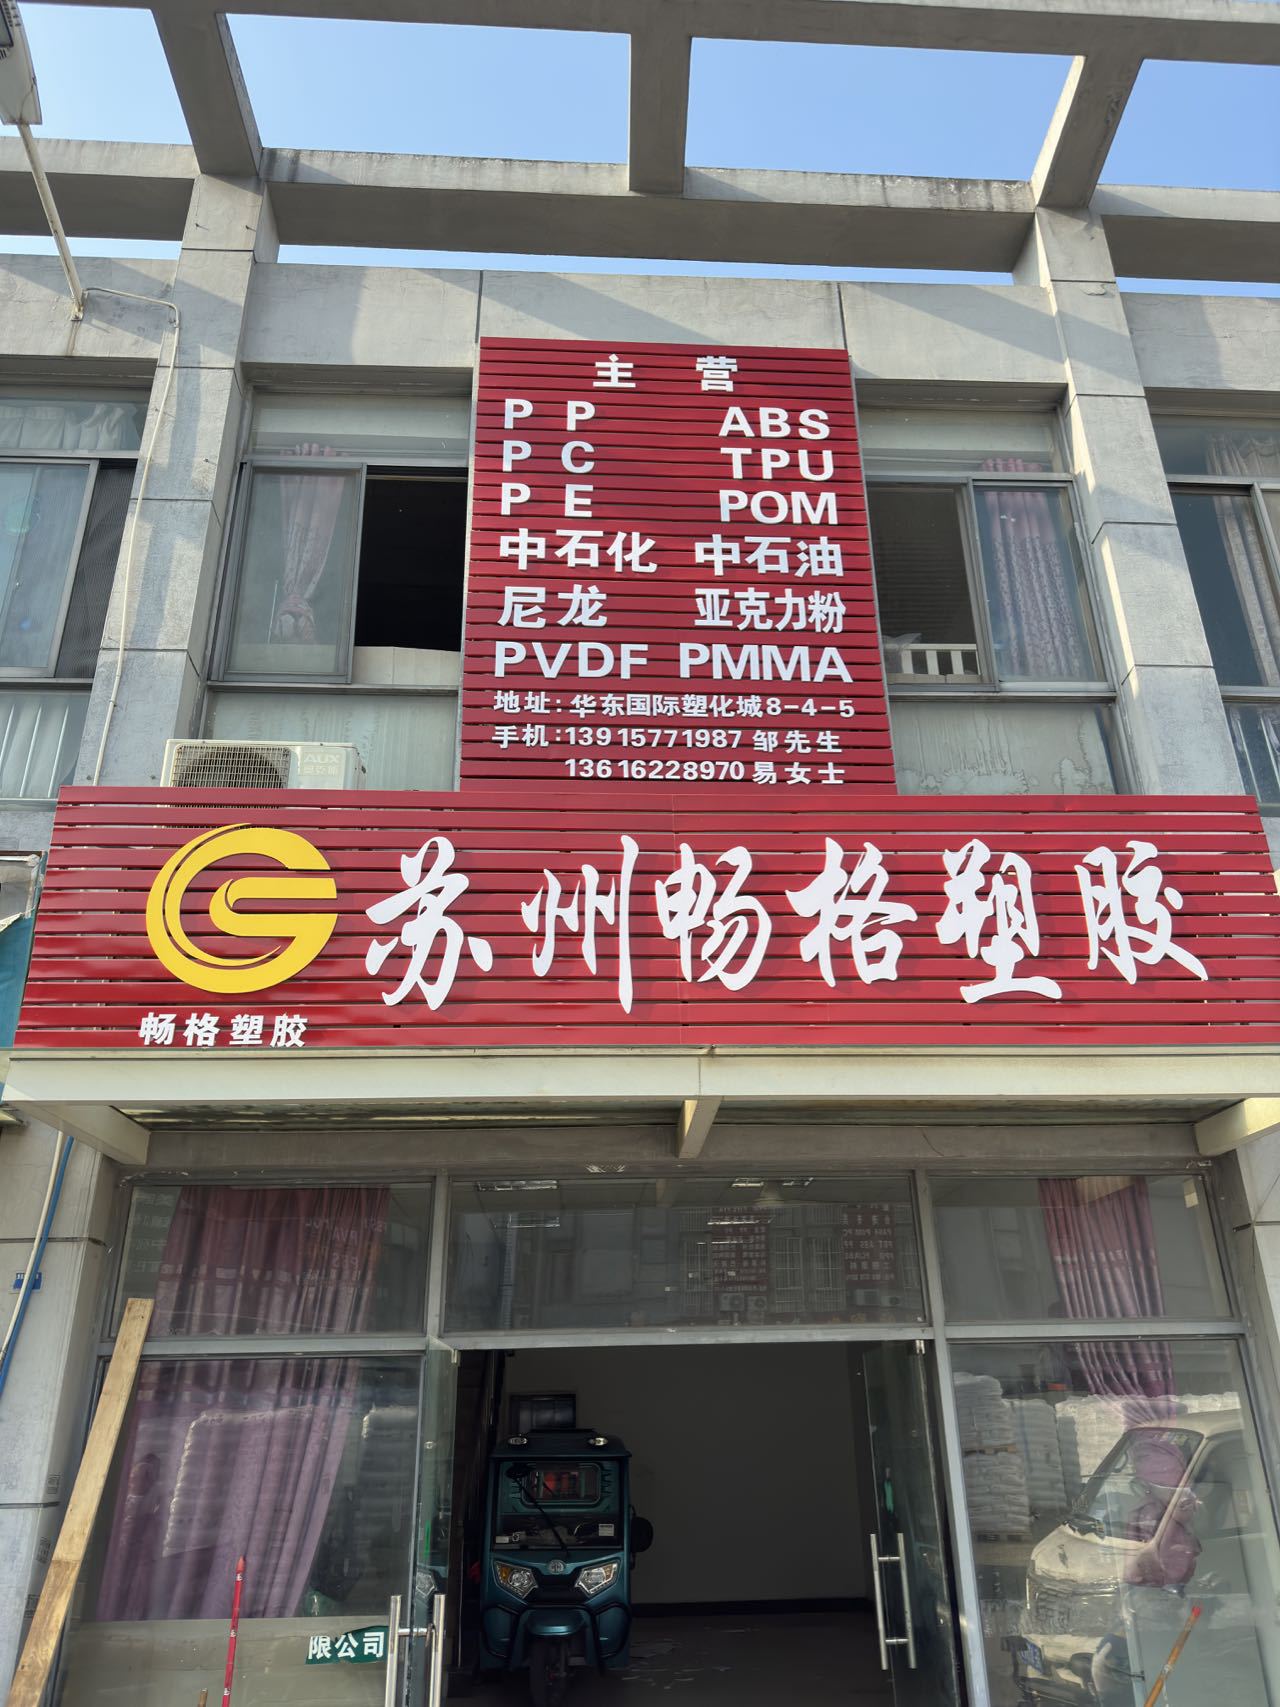 主 营
PP ABS
PC TPU
PE POM
中石化 中石油
尼龙 亚克力粉
PVDF PMMA
地址：华东国际塑化城8-4-5
手机：13915771987 邹先生
13616228970 易女士
AUX
苏州畅格塑胶
畅格塑胶
限公司